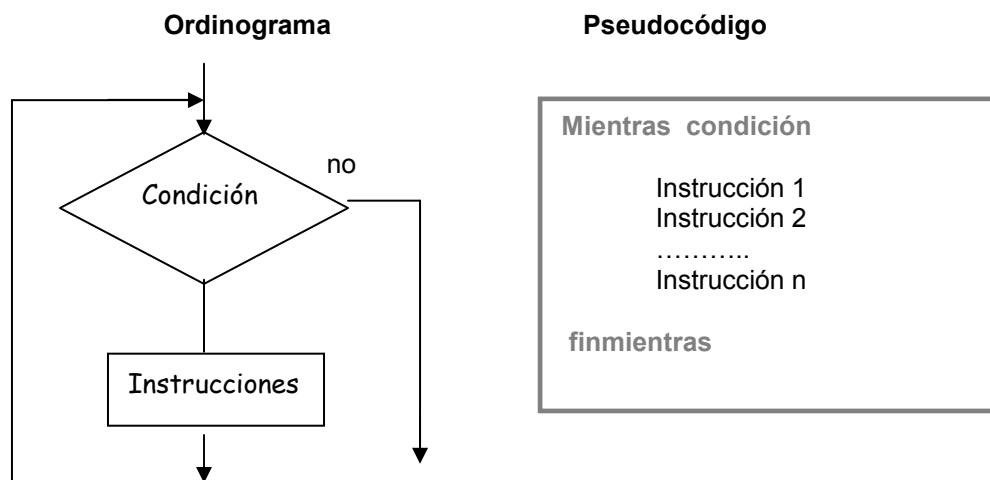 Ordinograma
Pseudocódigo
no
Condición
Instrucciones
Mientras condición
Instrucción 1
Instrucción 2
………..
Instrucción n
finmientras